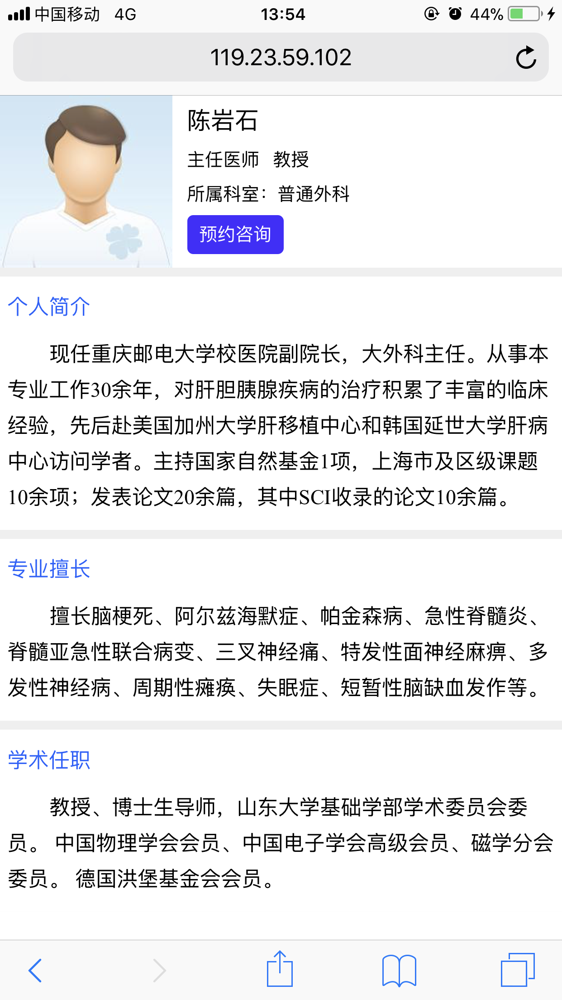 中国移动 4G 13:54 44%
119.23.59.102
陈岩石
主任医师 教授
所属科室：普通外科
预约咨询
个人简介
现任重庆邮电大学校医院副院长，大外科主任。从事本
专业工作30余年，对肝胆胰腺疾病的治疗积累了丰富的临床
经验，先后赴美国加州大学肝移植中心和韩国延世大学肝病
中心访问学者。主持国家自然基金1项，上海市及区级课题
10余项；发表论文20余篇，其中SCI收录的论文10余篇。
专业擅长
擅长脑梗死、阿尔兹海默症、帕金森病、急性脊髓炎、
脊髓亚急性联合病变、三叉神经痛、特发性面神经麻痹、多
发性神经病、周期性瘫痪、失眠症、短暂性脑缺血发作等。
学术任职
教授、博士生导师，山东大学基础学部学术委员会委
员。 中国物理学会会员、中国电子学会高级会员、磁学分会
委员。 德国洪堡基金会会员。